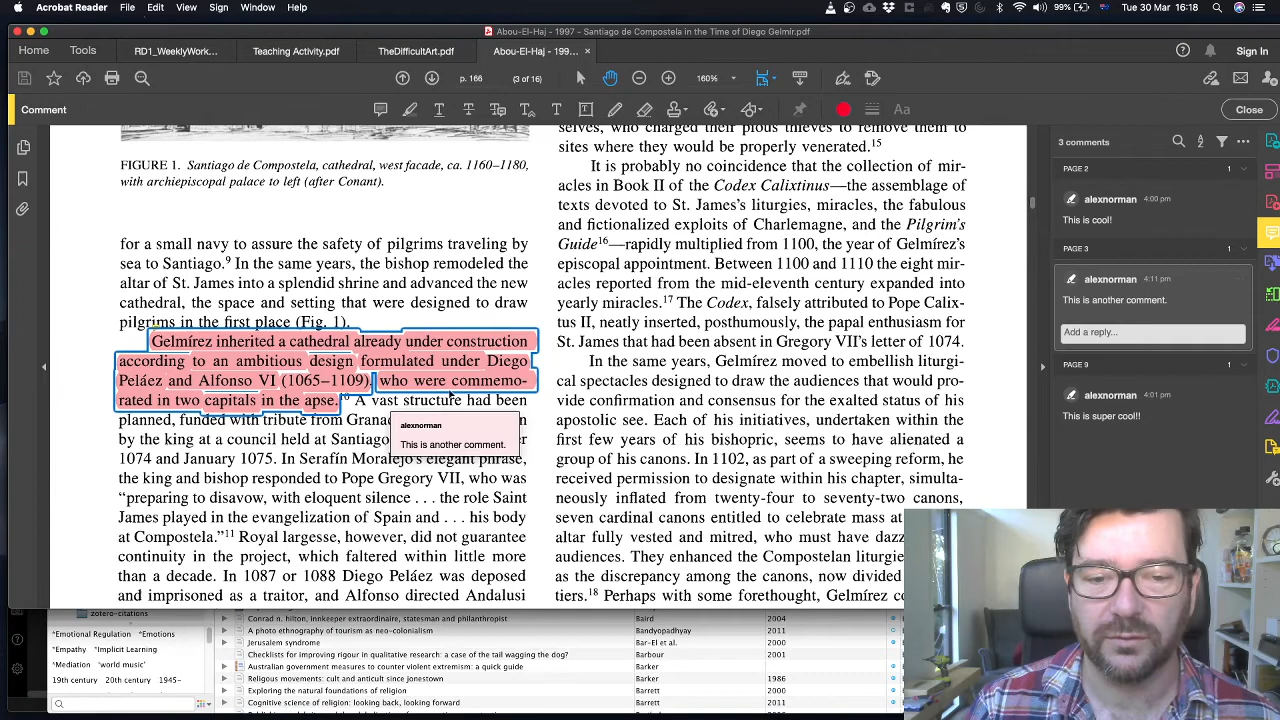 Acrobat Reader File Edit View Sign Window Help
99% Tue 30 Mar 16:18
Abou-El-Haj - 1997 - Santiago de Compostela in the Time of Diego Gelmír.pdf
Home Tools RD1_WeeklyWork... Teaching Activity.pdf TheDifficultArt.pdf Abou-El-Haj - 199... × Sign In
p. 166 (3 of 16) 160%
Comment Aa Close
FIGURE 1. Santiago de Compostela, cathedral, west facade, ca. 1160–1180,
with archiepiscopal palace to left (after Conant).
for a small navy to assure the safety of pilgrims traveling by
sea to Santiago.9 In the same years, the bishop remodeled the
altar of St. James into a splendid shrine and advanced the new
cathedral, the space and setting that were designed to draw
pilgrims in the first place (Fig. 1).
Gelmírez inherited a cathedral already under construction
according to an ambitious design formulated under Diego
Peláez and Alfonso VI (1065–1109), who were commemo-
rated in two capitals in the apse.10 A vast structure had been
planned, funded with tribute from Grana
by the king at a council held at Santiago
1074 and January 1075. In Serafín Moralejo's elegant phrase,
the king and bishop responded to Pope Gregory VII, who was
“preparing to disavow, with eloquent silence . . . the role Saint
James played in the evangelization of Spain and . . . his body
at Compostela.”11 Royal largesse, however, did not guarantee
continuity in the project, which faltered within little more
than a decade. In 1087 or 1088 Diego Peláez was deposed
and imprisoned as a traitor, and Alfonso directed Andalusi
alexnorman
This is another comment.
selves, who charged their pious thieves to remove them to
sites where they would be properly venerated.15
It is probably no coincidence that the collection of mir-
acles in Book II of the Codex Calixtinus—the assemblage of
texts devoted to St. James's liturgies, miracles, the fabulous
and fictionalized exploits of Charlemagne, and the Pilgrim's
Guide16—rapidly multiplied from 1100, the year of Gelmírez's
episcopal appointment. Between 1100 and 1110 the eight mir-
acles reported from the mid-eleventh century expanded into
yearly miracles.17 The Codex, falsely attributed to Pope Calix-
tus II, neatly inserted, posthumously, the papal enthusiasm for
St. James that had been absent in Gregory VII's letter of 1074.
In the same years, Gelmírez moved to embellish liturgi-
cal spectacles designed to draw the audiences that would pro-
vide confirmation and consensus for the exalted status of his
apostolic see. Each of his initiatives, undertaken within the
first few years of his bishopric, seems to have alienated a
group of his canons. In 1102, as part of a sweeping reform, he
received permission to designate within his chapter, simulta-
neously inflated from twenty-four to seventy-two canons,
seven cardinal canons entitled to celebrate mass at
altar fully vested and mitred, who must have dazz
audiences. They enhanced the Compostelan liturgie
as the discrepancy among the canons, now divided
tiers.18 Perhaps with some forethought, Gelmírez co
3 comments
PAGE 2 1
alexnorman 4:00 pm
This is cool!
PAGE 3 1
alexnorman 4:11 pm
This is another comment.
Add a reply...
PAGE 9 1
alexnorman 4:01 pm
This is super cool!!
zotero-citations
*Emotional Regulation *Emotions
*Empathy *Implicit Learning
*Mediation 'world music'
19th century 20th century 1945-
Conrad n. hilton, innkeeper extraordinaire, statesman and philanthropist Baird 2004
A photo ethnography of tourism as neo-colonialism Bandyopadhyay 2011
Jerusalem syndrome Bar-El et al. 2000
Checklists for improving rigour in qualitative research: a case of the tail wagging the dog? Barbour 2001
Australian government measures to counter violent extremism: a quick guide Barker
Religious movements: cult and anticult since jonestown Barker 1986
Exploring the natural foundations of religion Barrett 2000
Cognitive science of religion: looking back, looking forward Barrett 2011